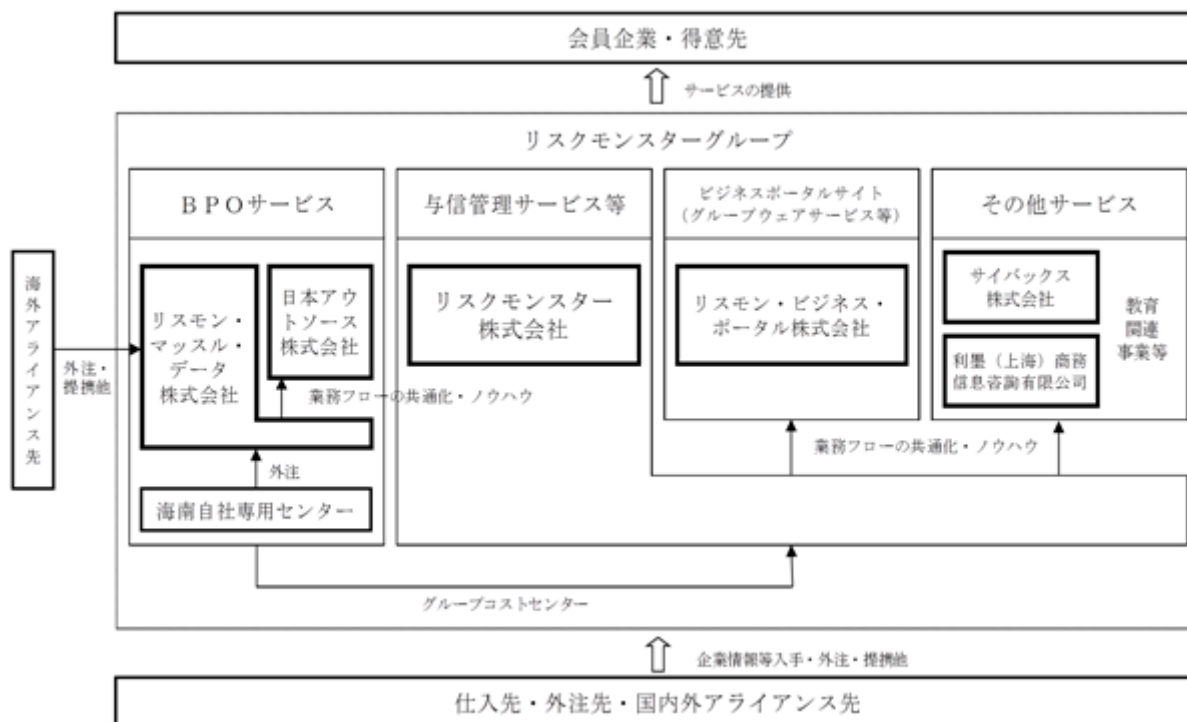 会員企業・得意先
サービスの提供
リスクモンスターグループ
BPOサービス
与信管理サービス等
ビジネスポータルサイト
(グループウェアサービス等)
その他サービス
海外アライアンス先
外注・
提携他
リスモン・
マッスル・
データ
株式会社
日本アウ
トソース
株式会社
業務フローの共通化・ノウハウ
外注
海南自社専用センター
リスクモンスター
株式会社
リスモン・ビジネス・
ポータル株式会社
サイバックス
株式会社
利墨(上海)商務
信息咨詢有限公司
教育
関連
事業等
業務フローの共通化・ノウハウ
グループコストセンター
企業情報等入手・外注・提携他
仕入先・外注先・国内外アライアンス先